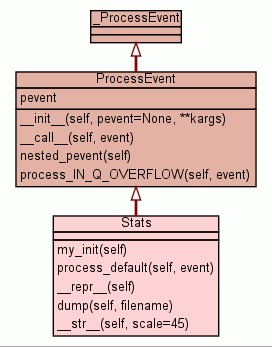 _ProcessEvent
ProcessEvent
pevent
__init__(self, pevent=None, **kargs)
__call__(self, event)
nested_pevent(self)
process_IN_Q_OVERFLOW(self, event)
Stats
my_init(self)
process_default(self, event)
__repr__(self)
dump(self, filename)
__str__(self, scale=45)